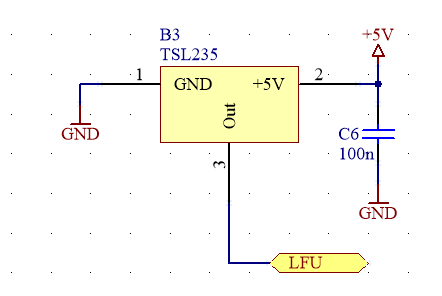 B3
TSL235
+5V
1
GND
+5V
2
Out
3
GND
C6
100n
GND
LFU